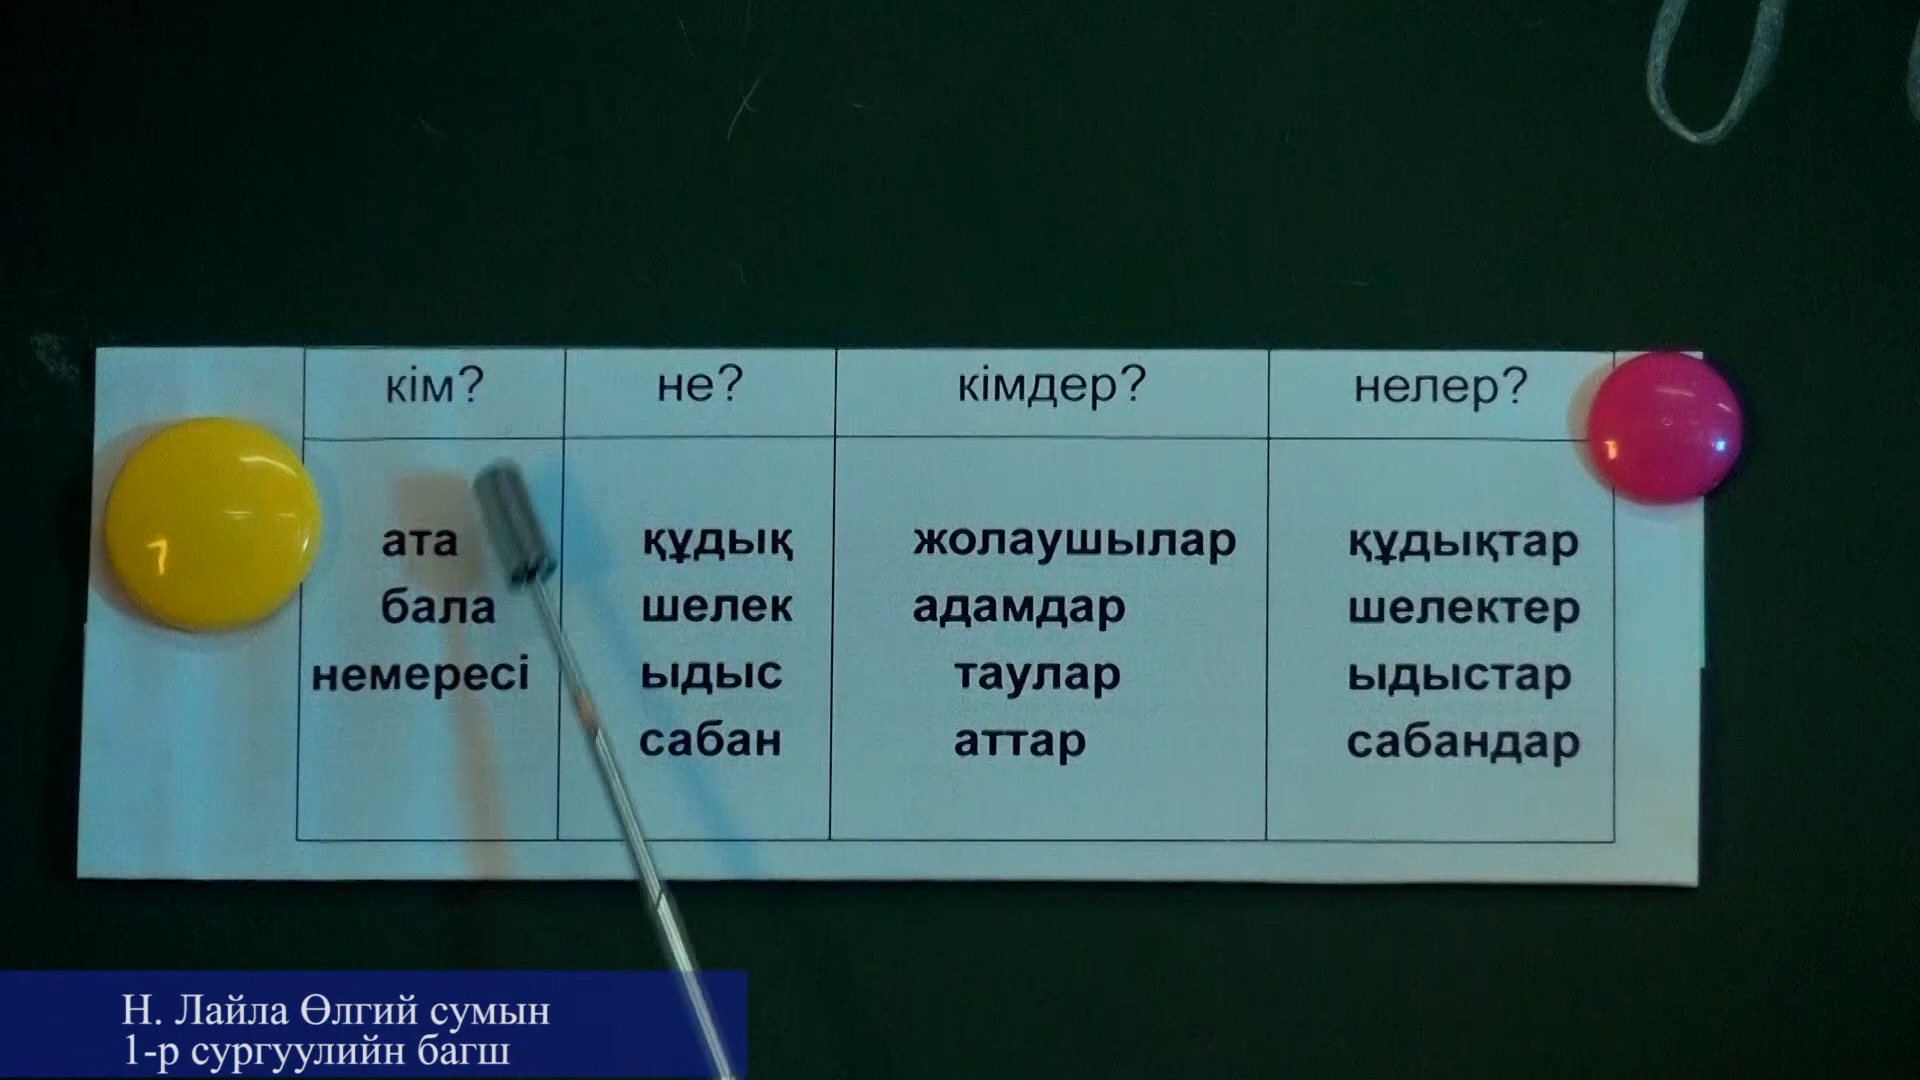 кім? не? кімдер? нелер?
ата құдық жолаушылар құдықтар
бала шелек адамдар шелектер
немересі ыдыс таулар ыдыстар
сабан аттар сабандар
Н. Лайла Өлгий сумын
1-р сургуулийн багш